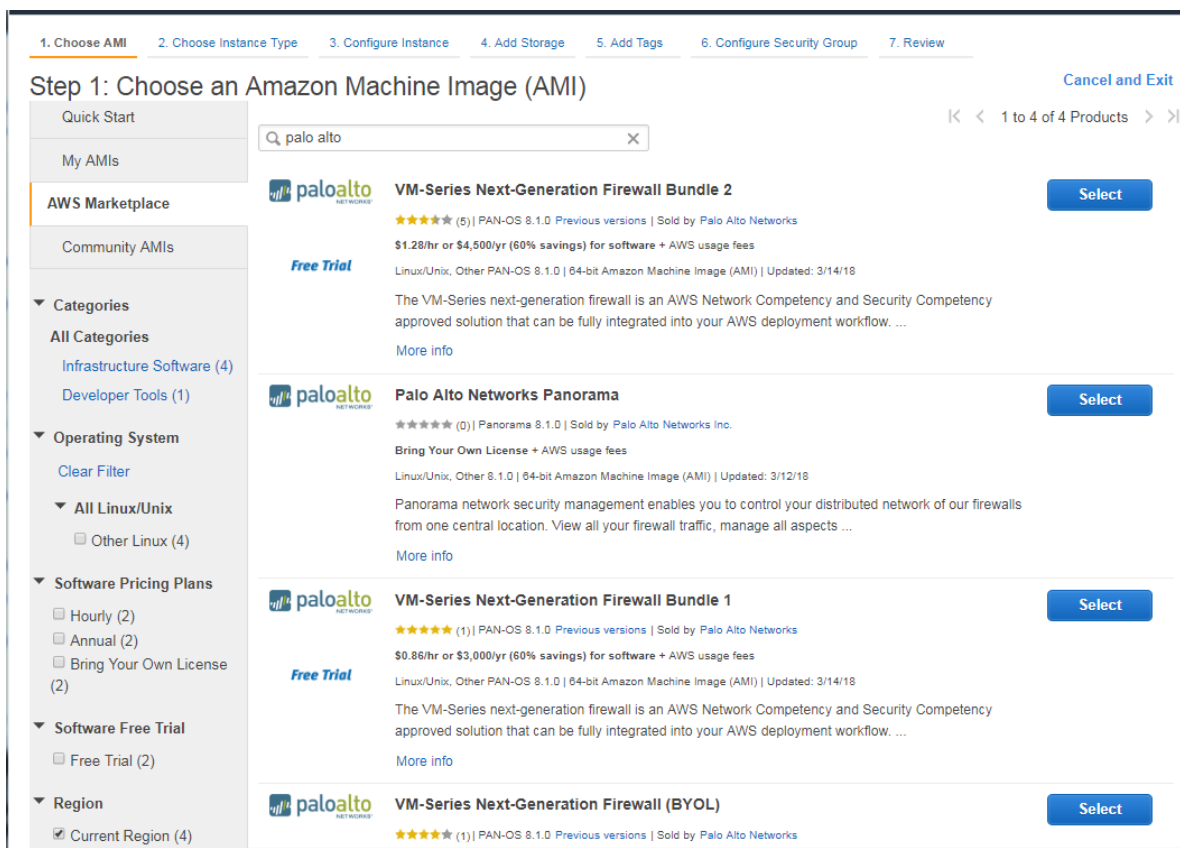 1. Choose AMI 2. Choose Instance Type 3. Configure Instance 4. Add Storage 5. Add Tags 6. Configure Security Group 7. Review
Step 1: Choose an Amazon Machine Image (AMI)
Cancel and Exit
Quick Start
My AMIs
AWS Marketplace
Community AMIs
Categories
All Categories
Infrastructure Software (4)
Developer Tools (1)
Operating System
Clear Filter
All Linux/Unix
Other Linux (4)
Software Pricing Plans
Hourly (2)
Annual (2)
Bring Your Own License
(2)
Software Free Trial
Free Trial (2)
Region
Current Region (4)
palo alto
1 to 4 of 4 Products
paloalto
NETWORKS
Free Trial
VM-Series Next-Generation Firewall Bundle 2
(5) | PAN-OS 8.1.0 Previous versions | Sold by Palo Alto Networks
$1.28/hr or $4,500/yr (60% savings) for software + AWS usage fees
Linux/Unix, Other PAN-OS 8.1.0 | 64-bit Amazon Machine Image (AMI) | Updated: 3/14/18
The VM-Series next-generation firewall is an AWS Network Competency and Security Competency
approved solution that can be fully integrated into your AWS deployment workflow. ...
More info
Select
paloalto
NETWORKS
Palo Alto Networks Panorama
(0) | Panorama 8.1.0 | Sold by Palo Alto Networks Inc.
Bring Your Own License + AWS usage fees
Linux/Unix, Other 8.1.0 | 64-bit Amazon Machine Image (AMI) | Updated: 3/12/18
Panorama network security management enables you to control your distributed network of our firewalls
from one central location. View all your firewall traffic, manage all aspects ...
More info
Select
paloalto
NETWORKS
Free Trial
VM-Series Next-Generation Firewall Bundle 1
(1) | PAN-OS 8.1.0 Previous versions | Sold by Palo Alto Networks
$0.86/hr or $3,000/yr (60% savings) for software + AWS usage fees
Linux/Unix, Other PAN-OS 8.1.0 | 64-bit Amazon Machine Image (AMI) | Updated: 3/14/18
The VM-Series next-generation firewall is an AWS Network Competency and Security Competency
approved solution that can be fully integrated into your AWS deployment workflow. ...
More info
Select
paloalto
NETWORKS
VM-Series Next-Generation Firewall (BYOL)
(1) | PAN-OS 8.1.0 Previous versions | Sold by Palo Alto Networks
Select